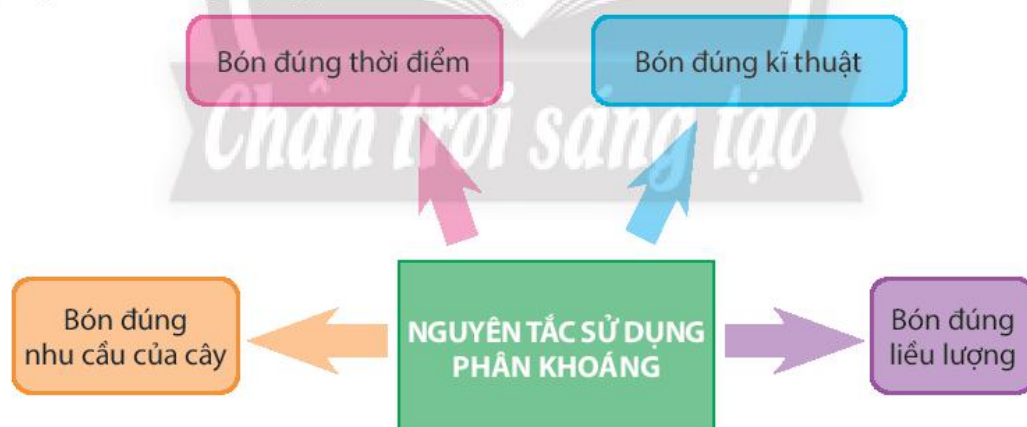 Bón đúng thời điểm
Bón đúng kĩ thuật
Chân trời sáng tạo
Bón đúng
nhu cầu của cây
NGUYÊN TẮC SỬ DỤNG
PHÂN KHOÁNG
Bón đúng
liều lượng